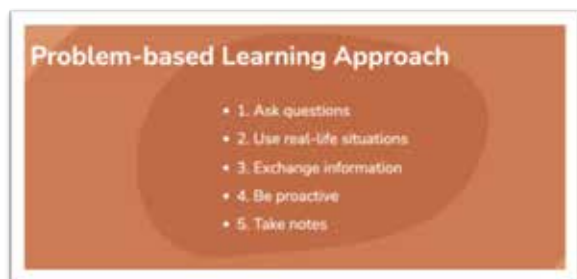 Problem-based Learning Approach
• 1. Ask questions
• 2. Use real-life situations
• 3. Exchange information
• 4. Be proactive
• 5. Take notes